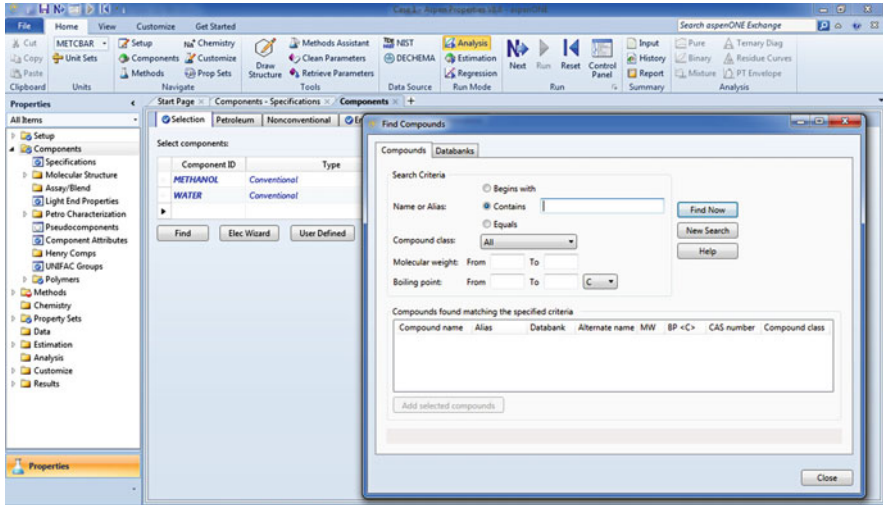 File Home View Customize Get Started Search aspenONE Exchange
Cut METCBAR Setup Chemistry Methods Assistant NIST Analysis Input Pure Ternary Diag
Copy Unit Sets Components Customize Clean Parameters DECHEMA Estimation History Binary Residue Curves
Paste Methods Prop Sets Draw Structure Retrieve Parameters Regression Next Run Reset Control Panel Report Mixture PT Envelope
Clipboard Units Navigate Tools Data Source Run Mode Run Summary Analysis
Properties
All Items
Setup
Components
Specifications
Molecular Structure
Assay/Blend
Light End Properties
Petro Characterization
Pseudocomponents
Component Attributes
Henry Comps
UNIFAC Groups
Polymers
Methods
Chemistry
Property Sets
Data
Estimation
Analysis
Customize
Results
Properties
Start Page Components - Specifications Components +
Selection Petroleum Nonconventional
Select components:
Component ID Type
METHANOL Conventional
WATER Conventional
Find Elec Wizard User Defined
Find Compounds
Compounds Databanks
Search Criteria
Begins with
Name or Alias: Contains
Equals
Compound class: All
Molecular weight: From To
Boiling point: From To C
Find Now
New Search
Help
Compounds found matching the specified criteria
Compound name Alias Databank Alternate name MW BP <C> CAS number Compound class
Add selected compounds
Close